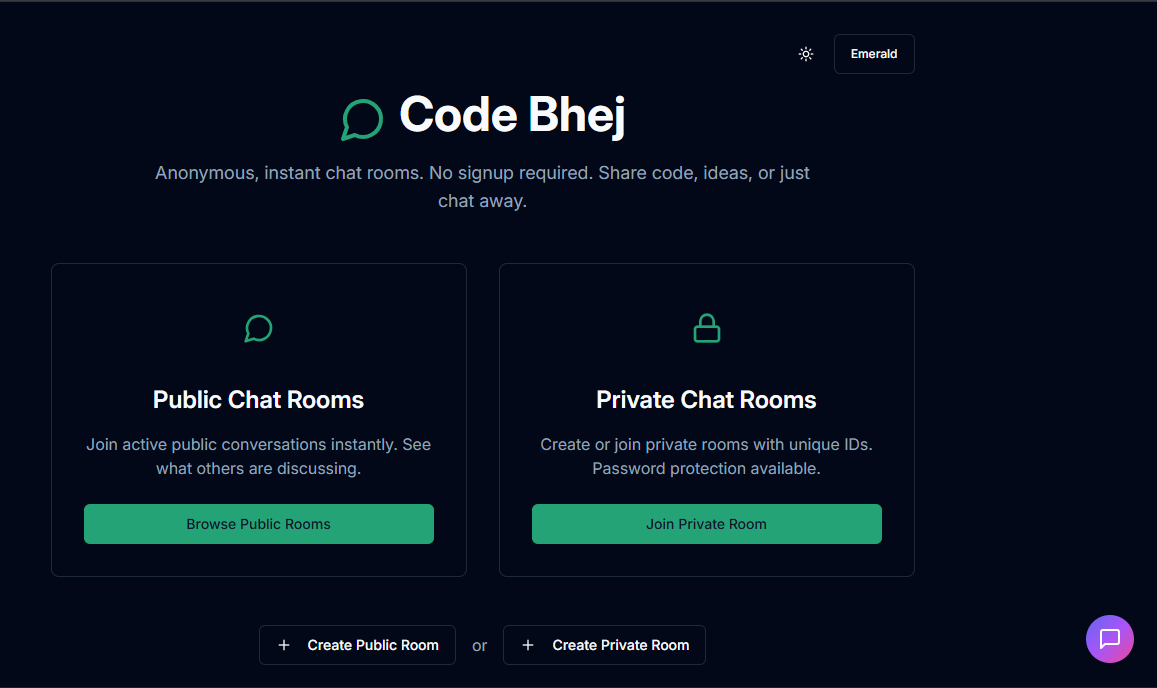 Emerald
Code Bhej
Anonymous, instant chat rooms. No signup required. Share code, ideas, or just
chat away.
Public Chat Rooms
Join active public conversations instantly. See
what others are discussing.
Browse Public Rooms
Private Chat Rooms
Create or join private rooms with unique IDs.
Password protection available.
Join Private Room
Create Public Room
or
Create Private Room